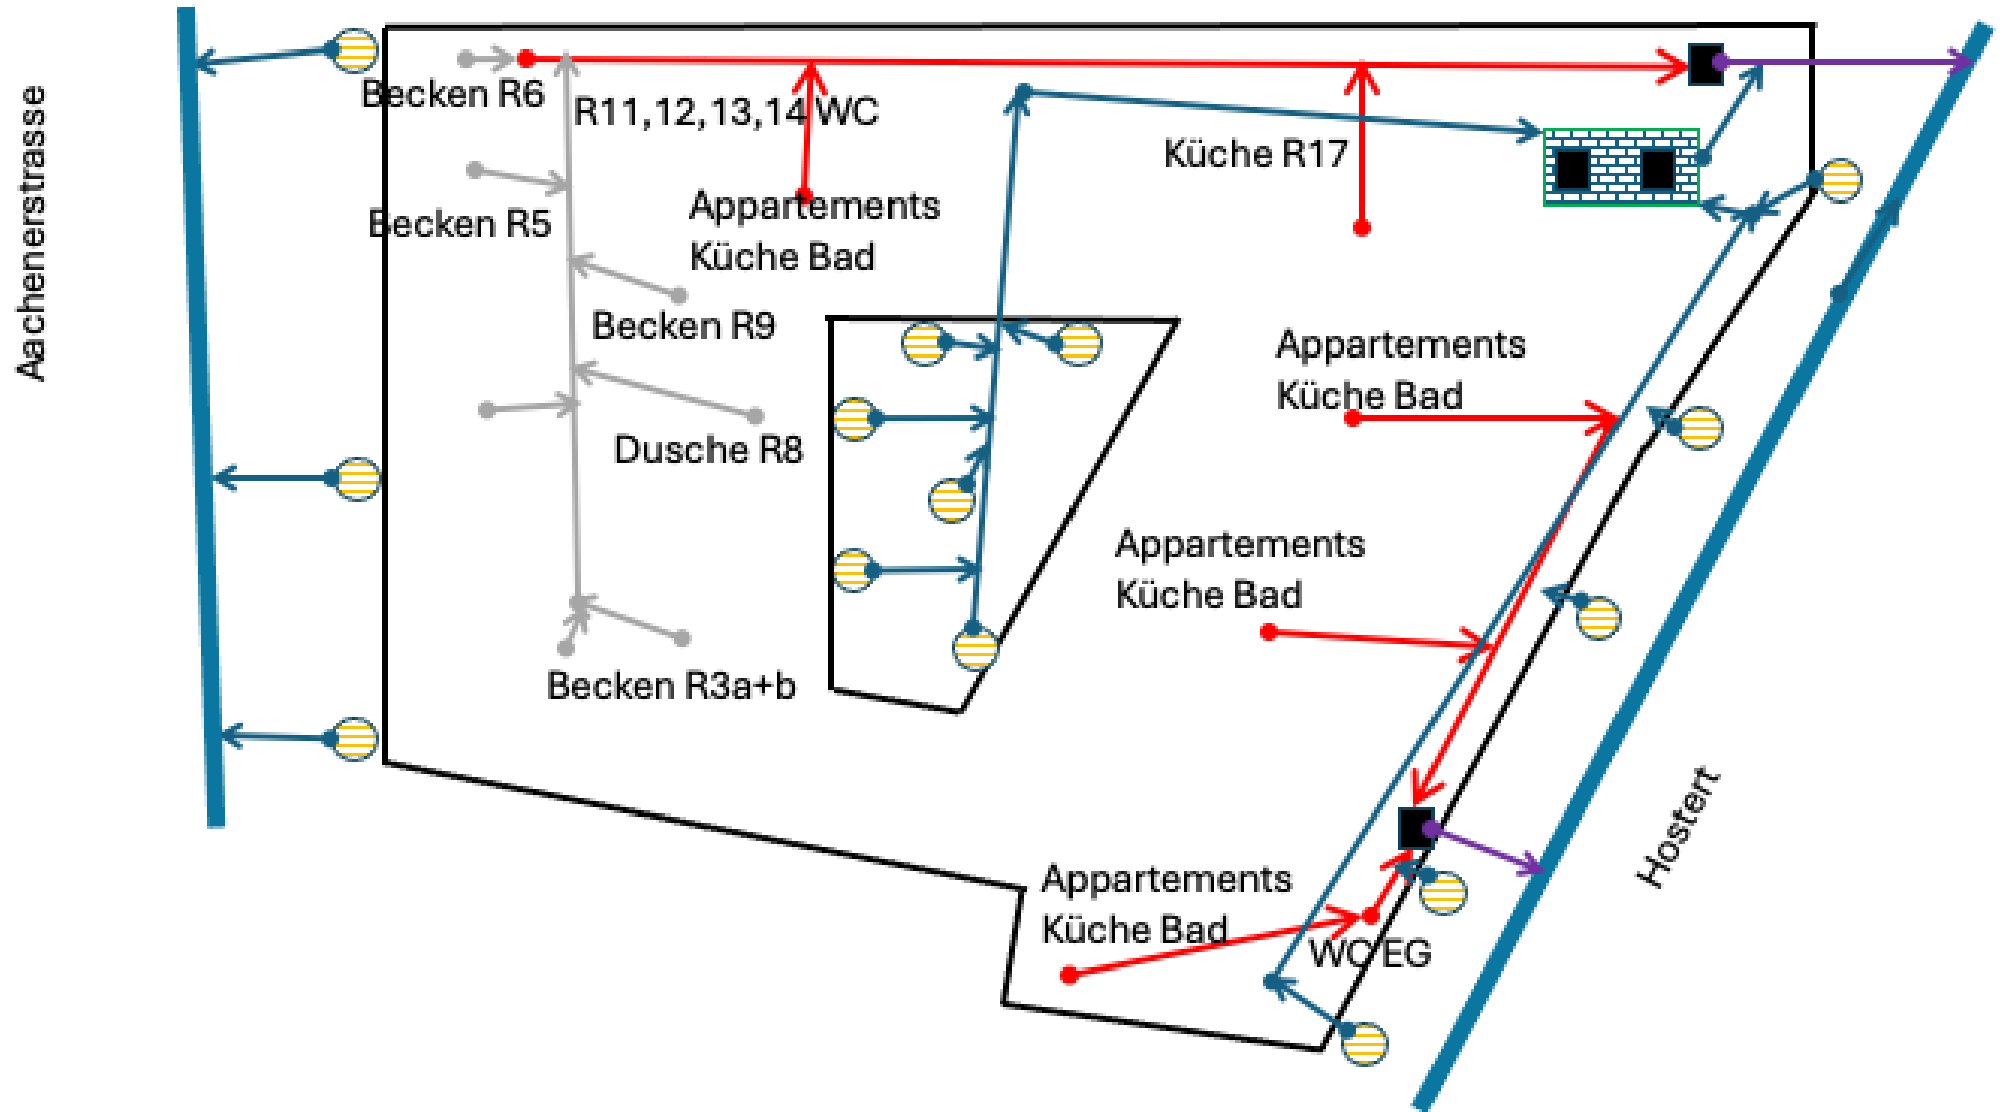 Aachenerstrasse
Becken R6
R11,12,13,14 WC
Küche R17
Becken R5
Appartements
Küche Bad
Becken R9
Appartements
Küche Bad
Dusche R8
Appartements
Küche Bad
Becken R3a+b
Hostert
Appartements
Küche Bad
WC EG